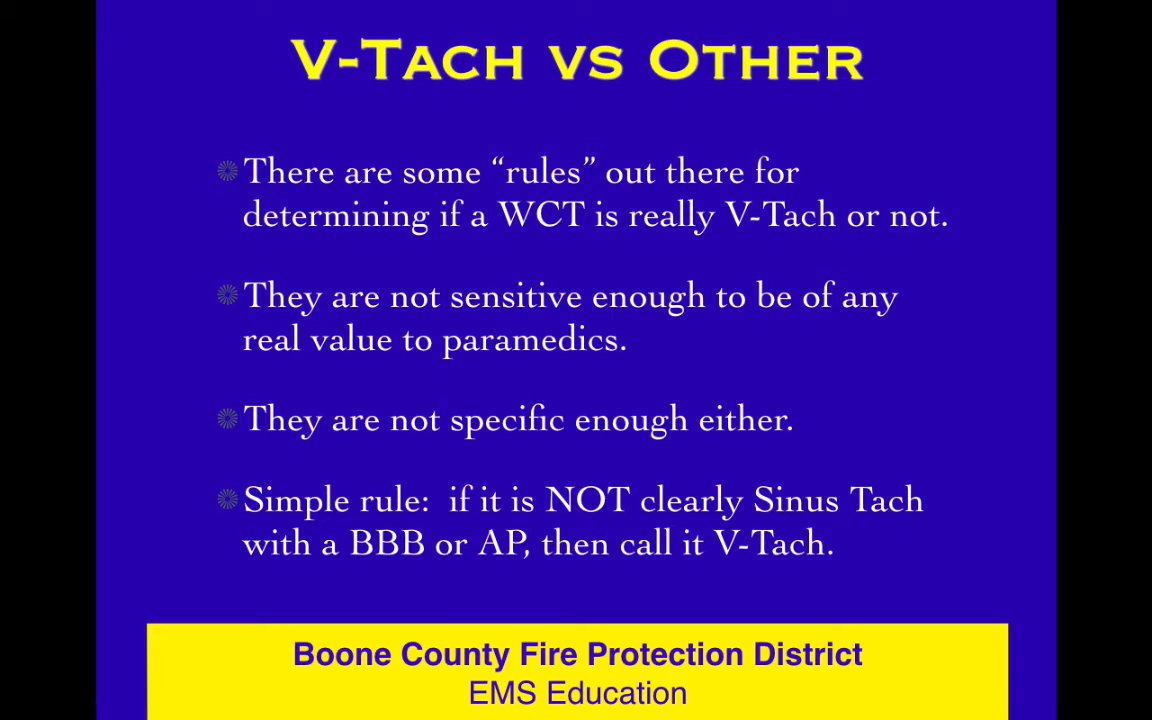 V-Tach vs Other
There are some “rules” out there for
determining if a WCT is really V-Tach or not.
They are not sensitive enough to be of any
real value to paramedics.
They are not specific enough either.
Simple rule:  if it is NOT clearly Sinus Tach
with a BBB or AP, then call it V-Tach.
Boone County Fire Protection District
EMS Education